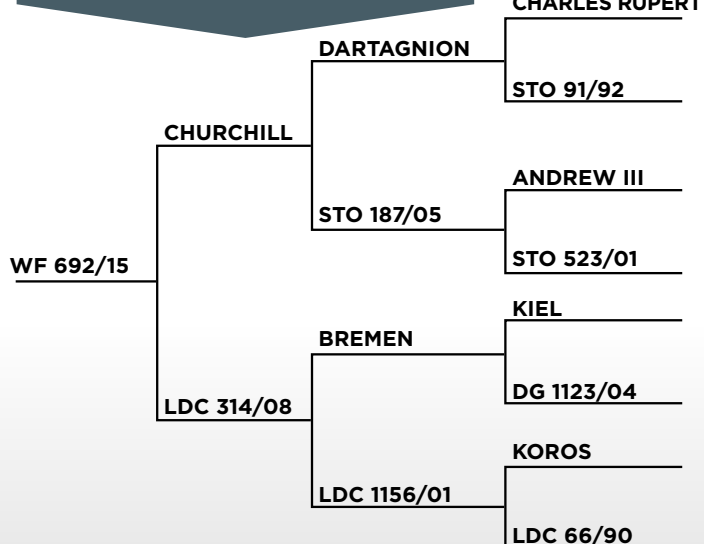 CHARLES RUPERT
DARTAGNION
STO 91/92
CHURCHILL
ANDREW III
STO 187/05
STO 523/01
WF 692/15
KIEL
BREMEN
DG 1123/04
LDC 314/08
KOROS
LDC 1156/01
LDC 66/90